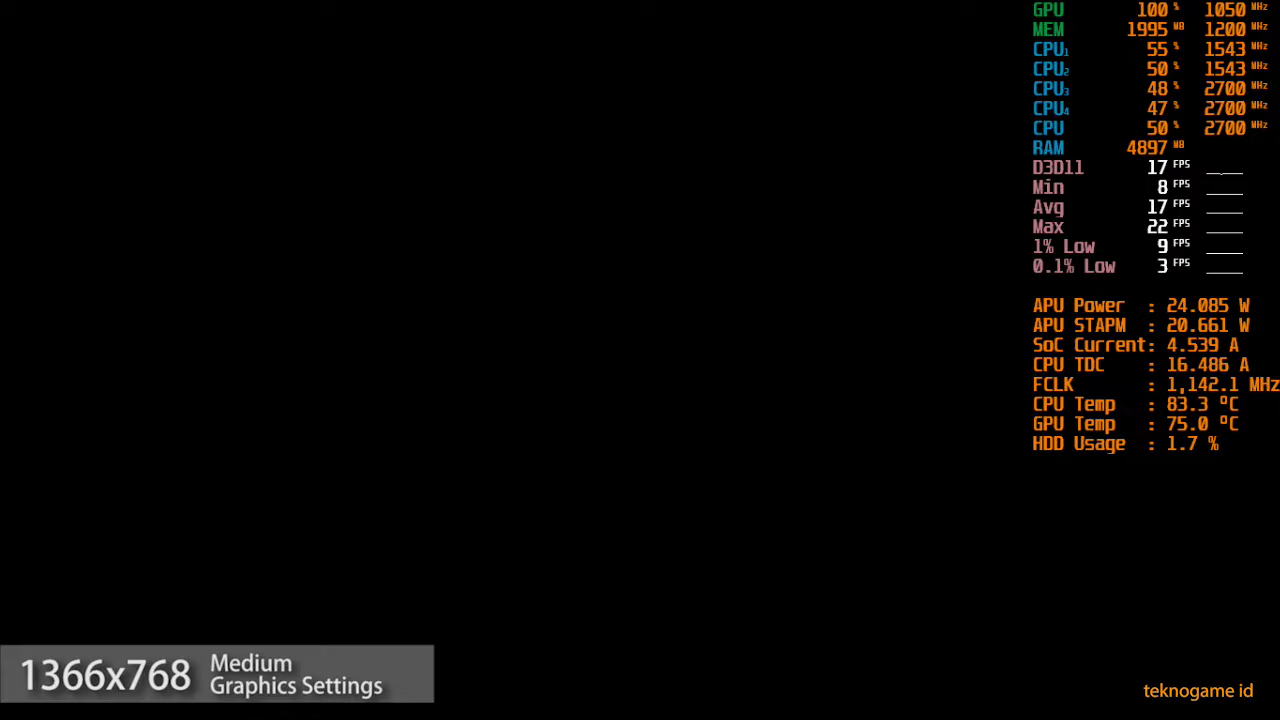 GPU 100 % 1050 MHz
MEM 1995 MB 1200 MHz
CPU1 55 % 1543 MHz
CPU2 50 % 1543 MHz
CPU3 48 % 2700 MHz
CPU4 47 % 2700 MHz
CPU 50 % 2700 MHz
RAM 4897 MB
D3D11 17 FPS
Min 8 FPS
Avg 17 FPS
Max 22 FPS
1% Low 9 FPS
0.1% Low 3 FPS
APU Power : 24.085 W
APU STAPM : 20.661 W
SoC Current: 4.539 A
CPU TDC : 16.486 A
FCLK : 1,142.1 MHz
CPU Temp : 83.3 °C
GPU Temp : 75.0 °C
HDD Usage : 1.7 %
1366x768
Medium
Graphics Settings
teknogame id